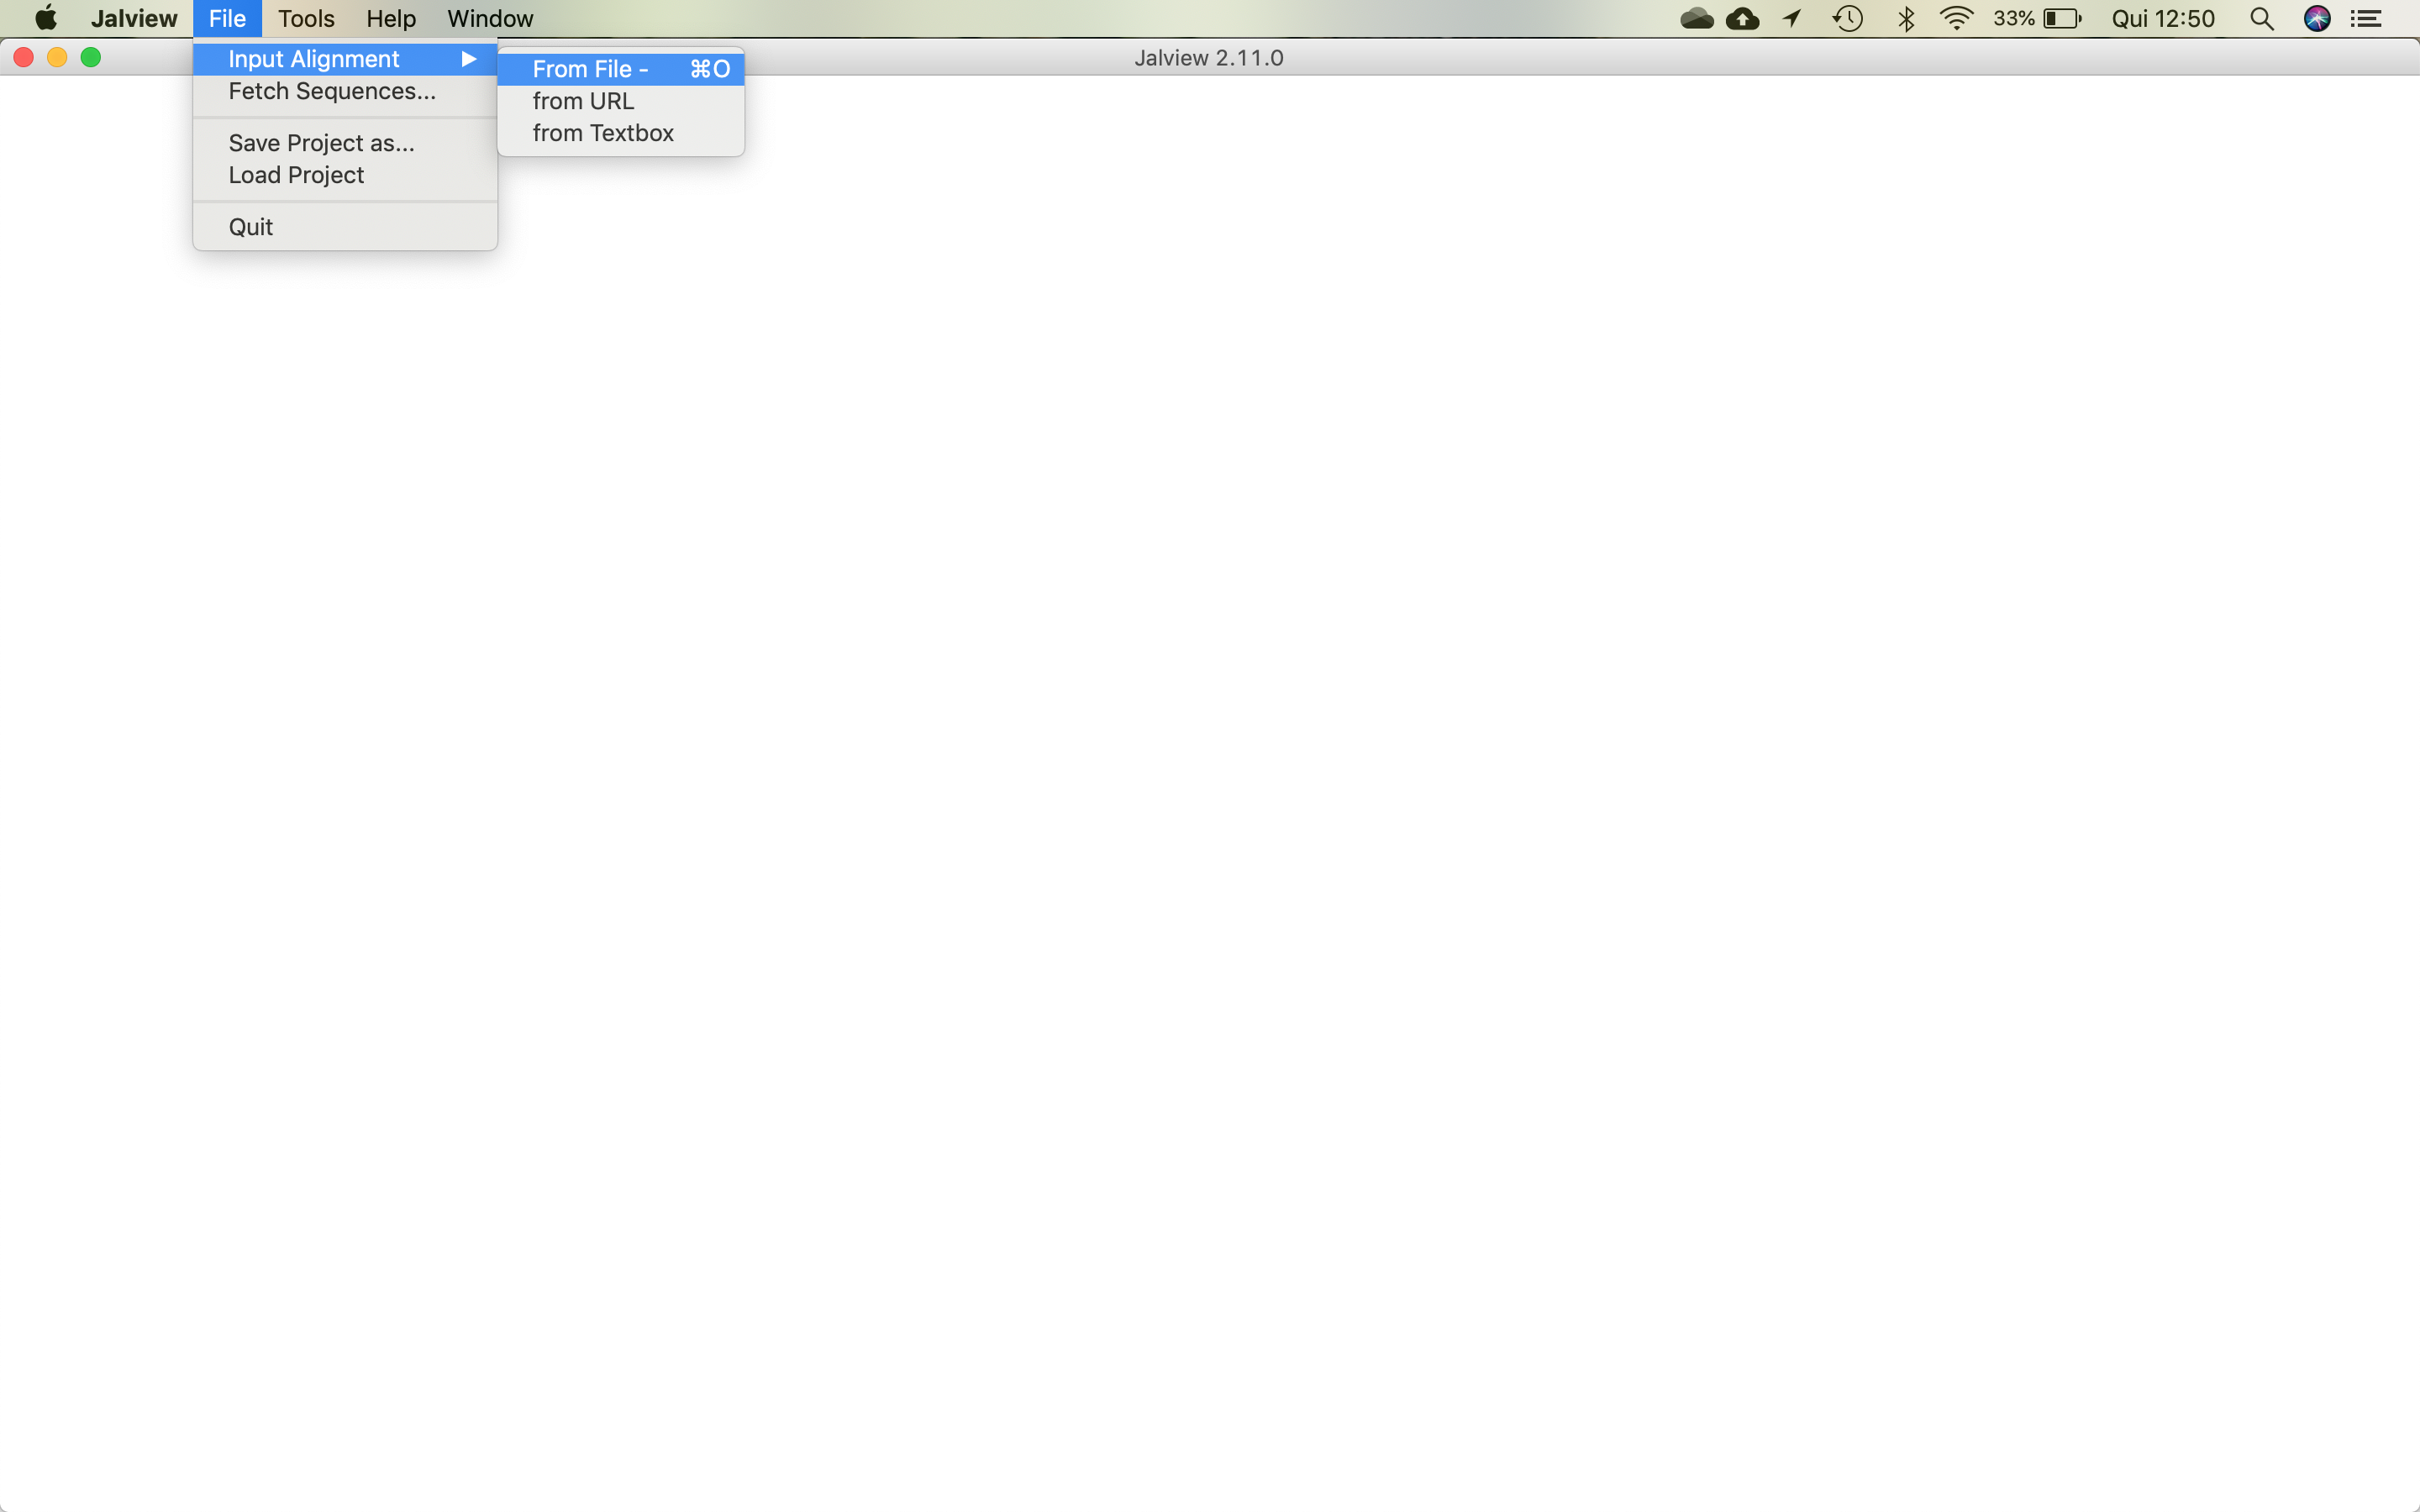 Jalview File Tools Help Window 33% Qui 12:50
Jalview 2.11.0
Input Alignment
Fetch Sequences...
Save Project as...
Load Project
Quit
From File - ⌘O
from URL
from Textbox